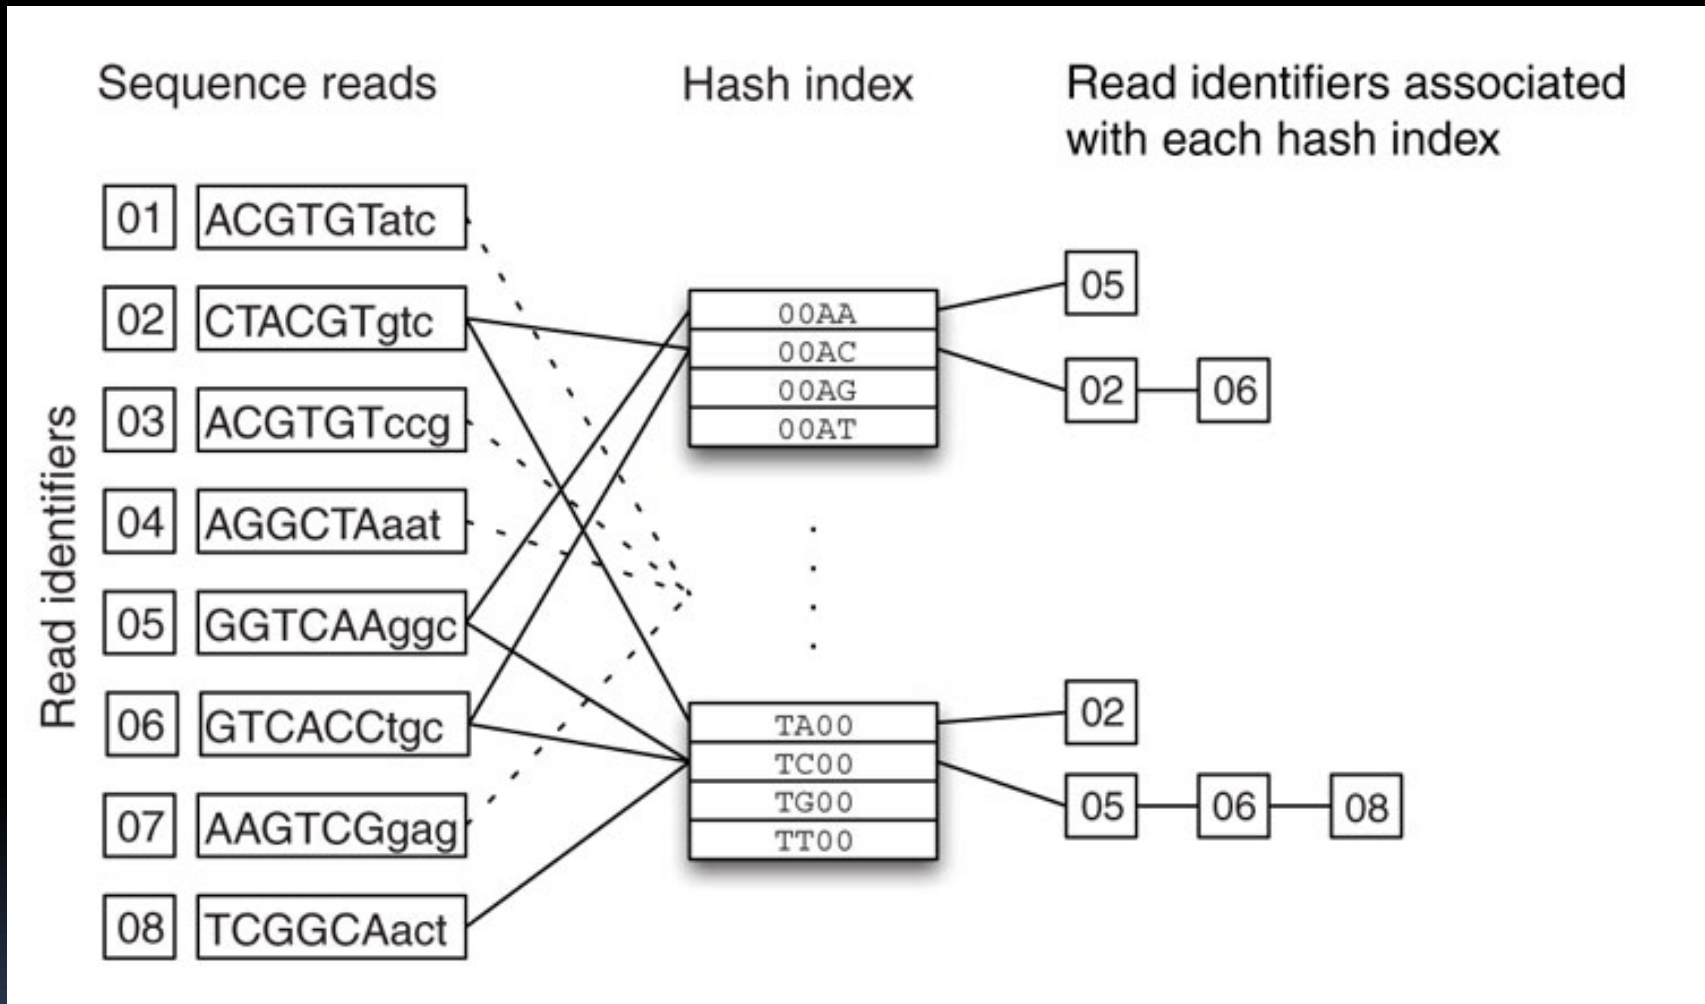 Sequence reads
Hash index
Read identifiers associated
with each hash index
Read identifiers
01 ACGTGTatc
02 CTACGTgtc
03 ACGTGTccg
04 AGGCTAaat
05 GGTCAAggc
06 GTCACCtgc
07 AAGTCGgag
08 TCGGCAact
00AA
00AC
00AG
00AT
TA00
TC00
TG00
TT00
05
02 06
02
05 06 08